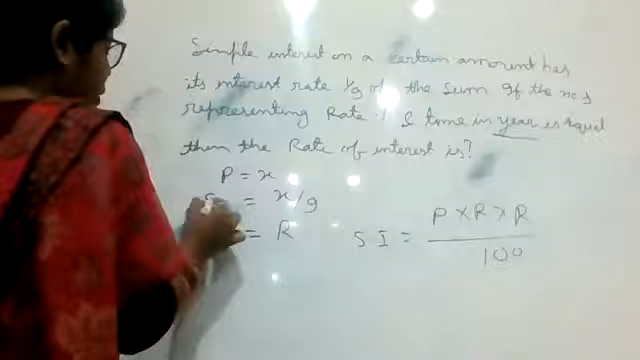 Simple interest on a certain amount has
its interest rate 1/9 of the sum If the no s
representing Rate % & time in year is equal
then the Rate of interest is?
P = x
= x/9
= R
S I = P × R × R / 100